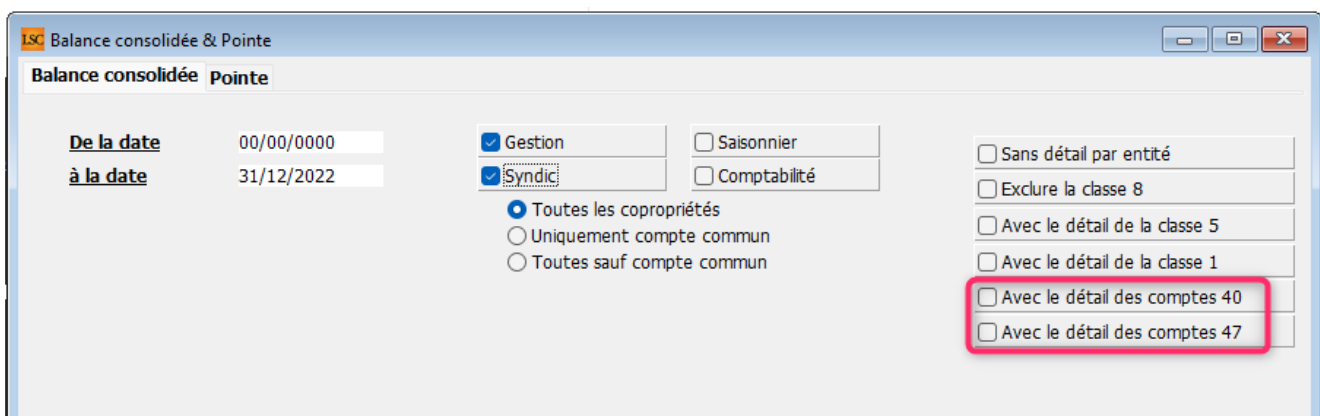 LSC Balance consolidée & Pointe
Balance consolidée Pointe
De la date 00/00/0000
à la date 31/12/2022
Gestion
Saisonnier
Syndic
Comptabilité
Toutes les copropriétés
Uniquement compte commun
Toutes sauf compte commun
Sans détail par entité
Exclure la classe 8
Avec le détail de la classe 5
Avec le détail de la classe 1
Avec le détail des comptes 40
Avec le détail des comptes 47